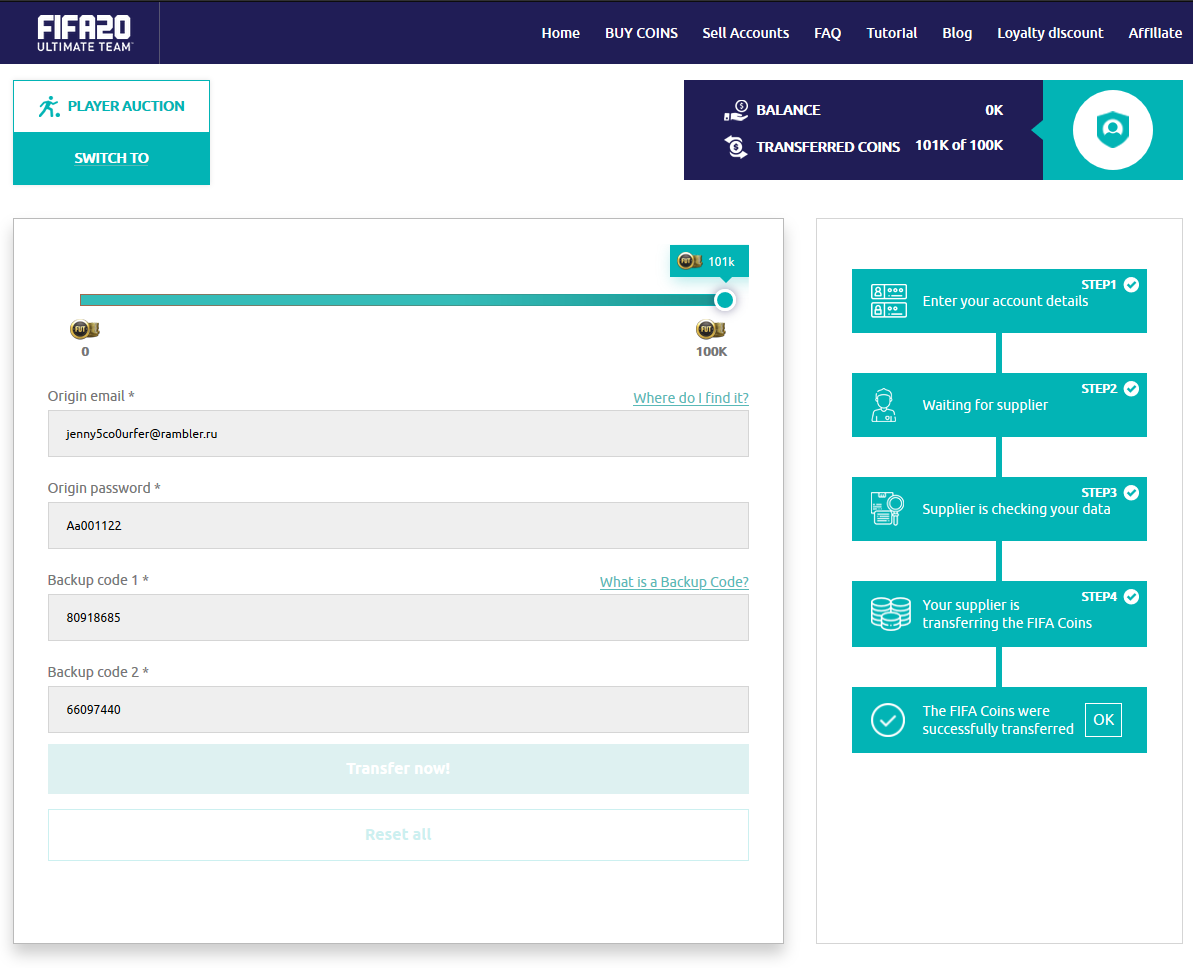 FIFA20
ULTIMATE TEAM™
Home BUY COINS Sell Accounts FAQ Tutorial Blog Loyalty discount Affiliate
PLAYER AUCTION
SWITCH TO
BALANCE 0K
TRANSFERRED COINS 101K of 100K
FUT 101k
FUT FUT
0 100K
Origin email * Where do I find it?
jenny5co0urfer@rambler.ru
Origin password *
Aa001122
Backup code 1 * What is a Backup Code?
80918685
Backup code 2 *
66097440
Transfer now!
Reset all
STEP1
Enter your account details
STEP2
Waiting for supplier
STEP3
Supplier is checking your data
STEP4
Your supplier is
transferring the FIFA Coins
The FIFA Coins were
successfully transferred
OK